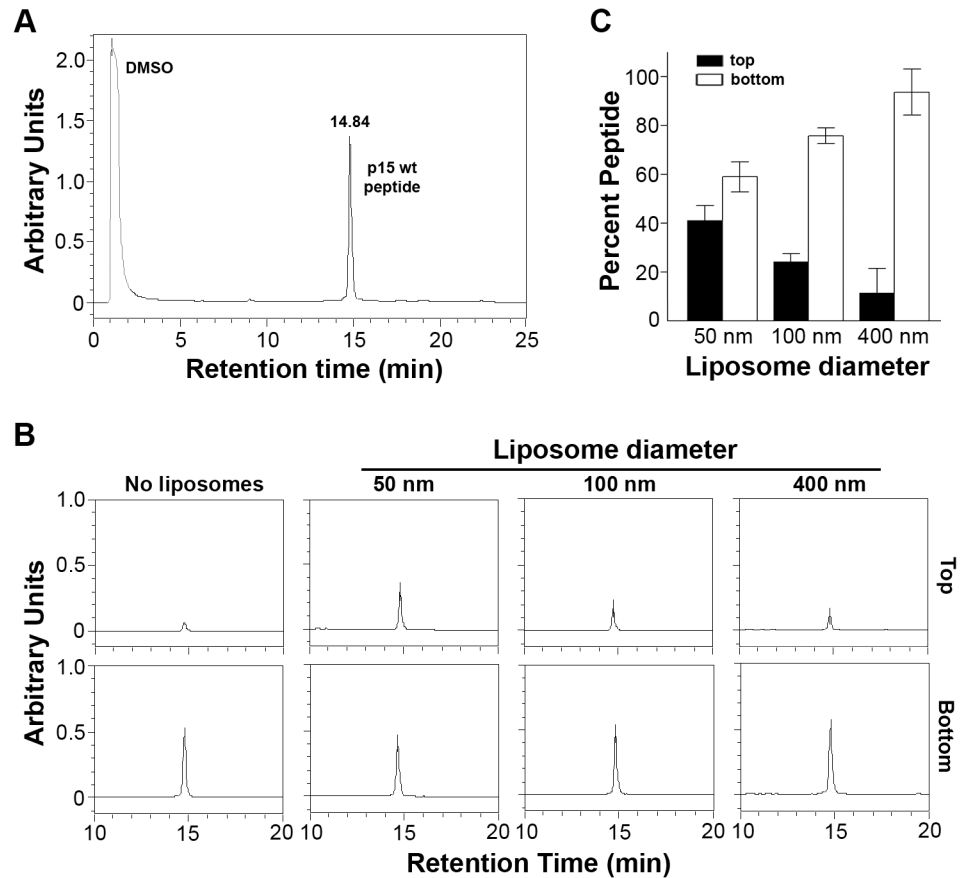 A
2.0
1.5
1.0
0.5
0
Arbitrary Units
DMSO
14.84
p15 wt
peptide
0 5 10 15 20 25
Retention time (min)
C
top
bottom
100
80
60
40
20
0
Percent Peptide
50 nm 100 nm 400 nm
Liposome diameter
B
Liposome diameter
No liposomes 50 nm 100 nm 400 nm
1.0
0.5
0
Arbitrary Units
Top
1.0
0.5
0
Bottom
10 15 20 10 15 20 10 15 20 10 15 20
Retention Time (min)